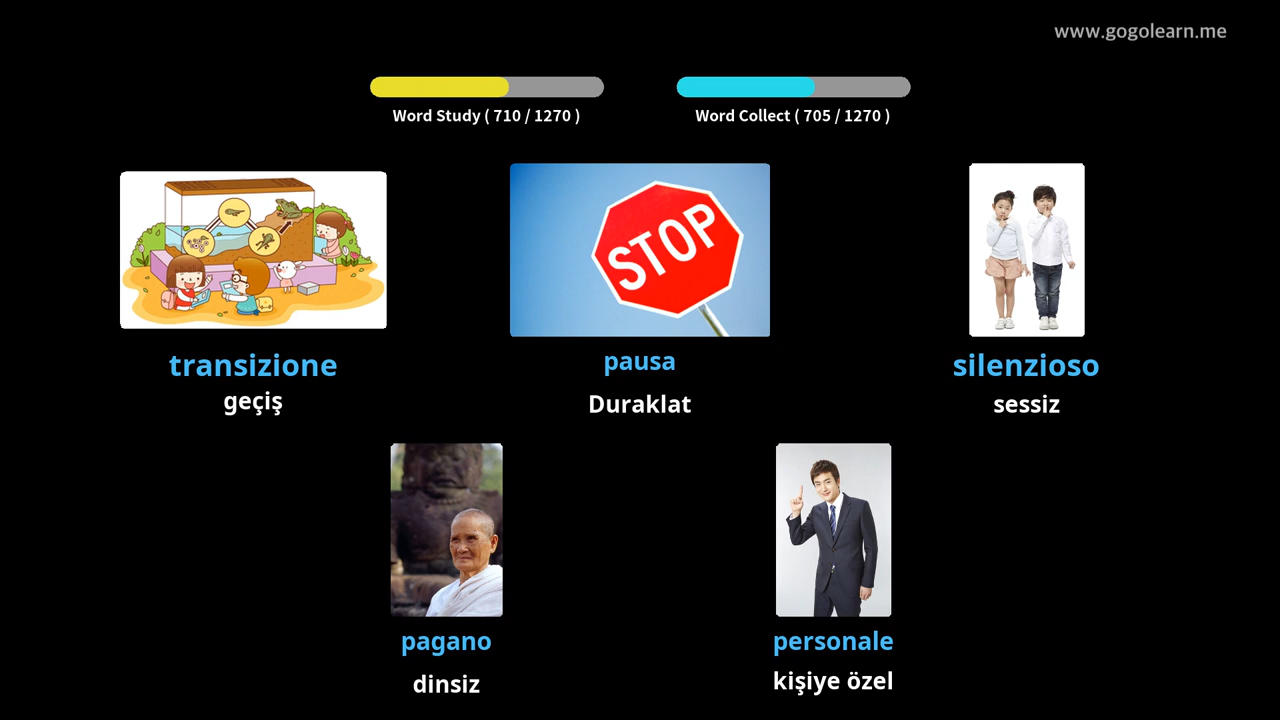 www.gogolearn.me
Word Study ( 710 / 1270 )
Word Collect ( 705 / 1270 )
STOP
transizione
geçiş
pausa
Duraklat
silenzioso
sessiz
pagano
dinsiz
personale
kişiye özel